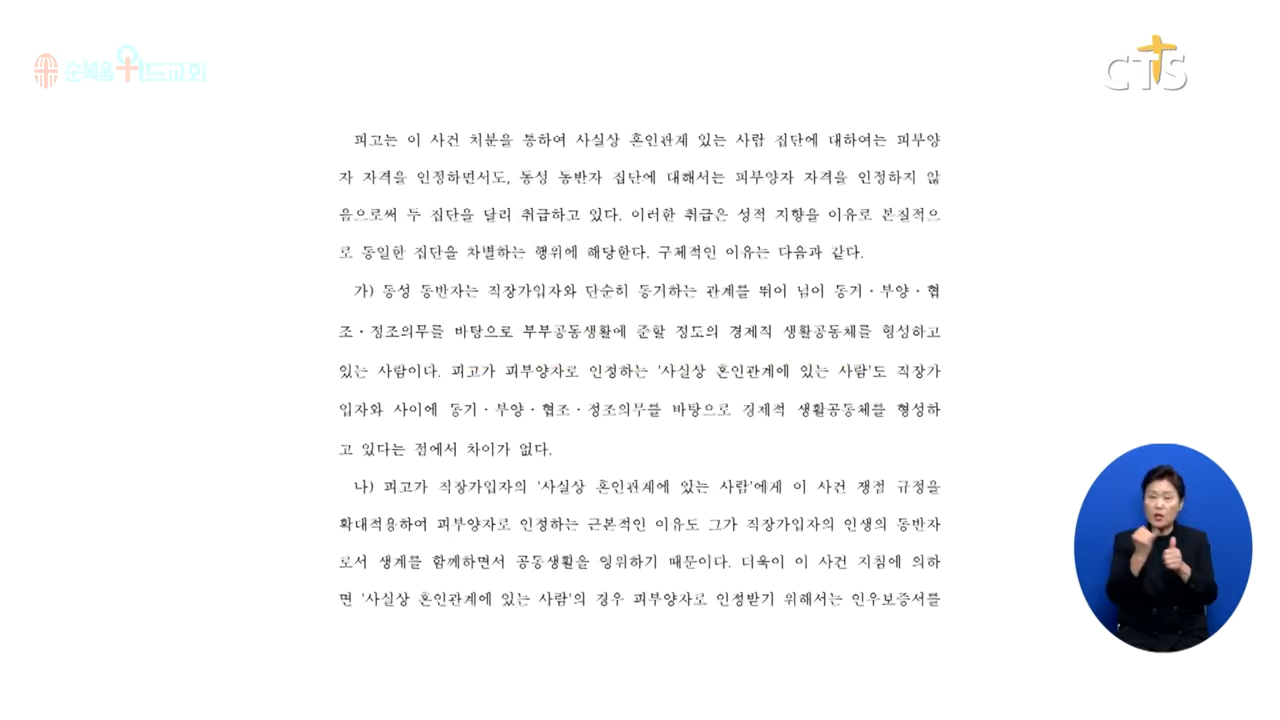 순복음위드교회
CTS
피고는 이 사건 처분을 통하여 사실상 혼인관계 있는 사람 집단에 대하여는 피부양
자 자격을 인정하면서도, 동성 동반자 집단에 대해서는 피부양자 자격을 인정하지 않
음으로써 두 집단을 달리 취급하고 있다. 이러한 취급은 성적 지향을 이유로 본질적으
로 동일한 집단을 차별하는 행위에 해당한다. 구체적인 이유는 다음과 같다.
가) 동성 동반자는 직장가입자와 단순히 동거하는 관계를 뛰어 넘어 동거·부양·협
조·정조의무를 바탕으로 부부공동생활에 준할 정도의 경제적 생활공동체를 형성하고
있는 사람이다. 피고가 피부양자로 인정하는 '사실상 혼인관계에 있는 사람'도 직장가
입자와 사이에 동거·부양·협조·정조의무를 바탕으로 경제적 생활공동체를 형성하
고 있다는 점에서 차이가 없다.
나) 피고가 직장가입자의 '사실상 혼인관계에 있는 사람'에게 이 사건 쟁점 규정을
확대적용하여 피부양자로 인정하는 근본적인 이유도 그가 직장가입자의 인생의 동반자
로서 생계를 함께하면서 공동생활을 영위하기 때문이다. 더욱이 이 사건 지침에 의하
면 '사실상 혼인관계에 있는 사람'의 경우 피부양자로 인정받기 위해서는 인우보증서를